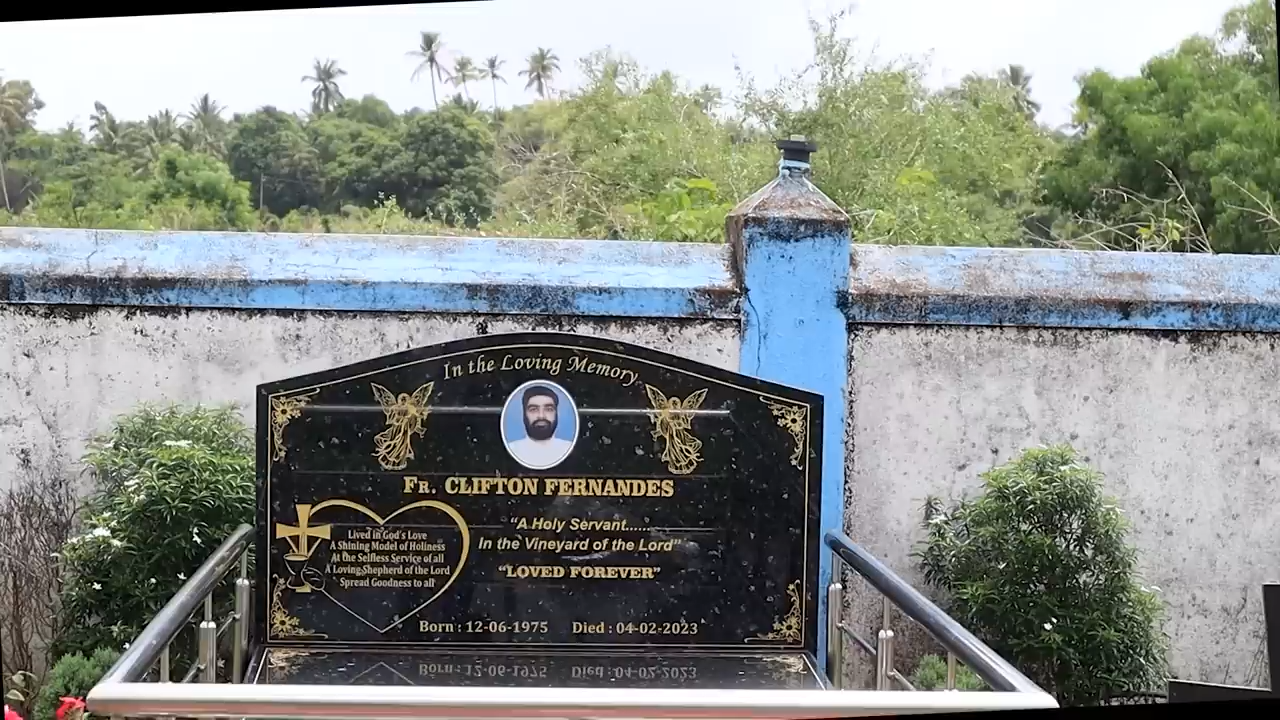 In the Loving Memory
Fr. CLIFTON FERNANDES
"A Holy Servant......
In the Vineyard of the Lord"
"LOVED FOREVER"
Lived in God's Love
A Shining Model of Holiness
At the Selfless Service of all
A Loving Shepherd of the Lord
Spread Goodness to all
Born : 12-06-1975 Died : 04-02-2023